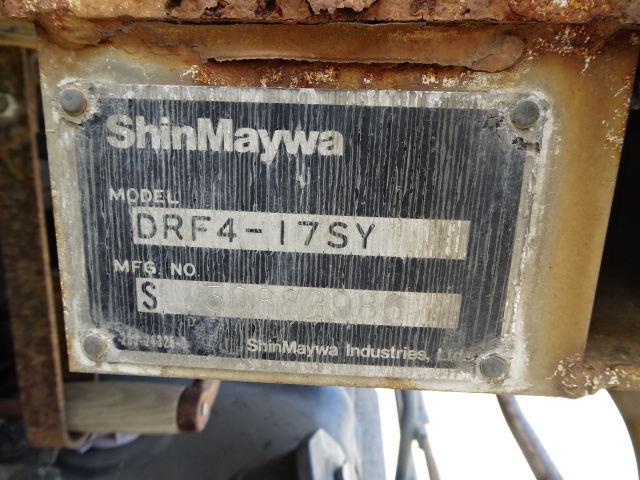 ShinMaywa
MODEL
DRF4-17SY
MFG. NO.
S
ShinMaywa Industries, Ltd.